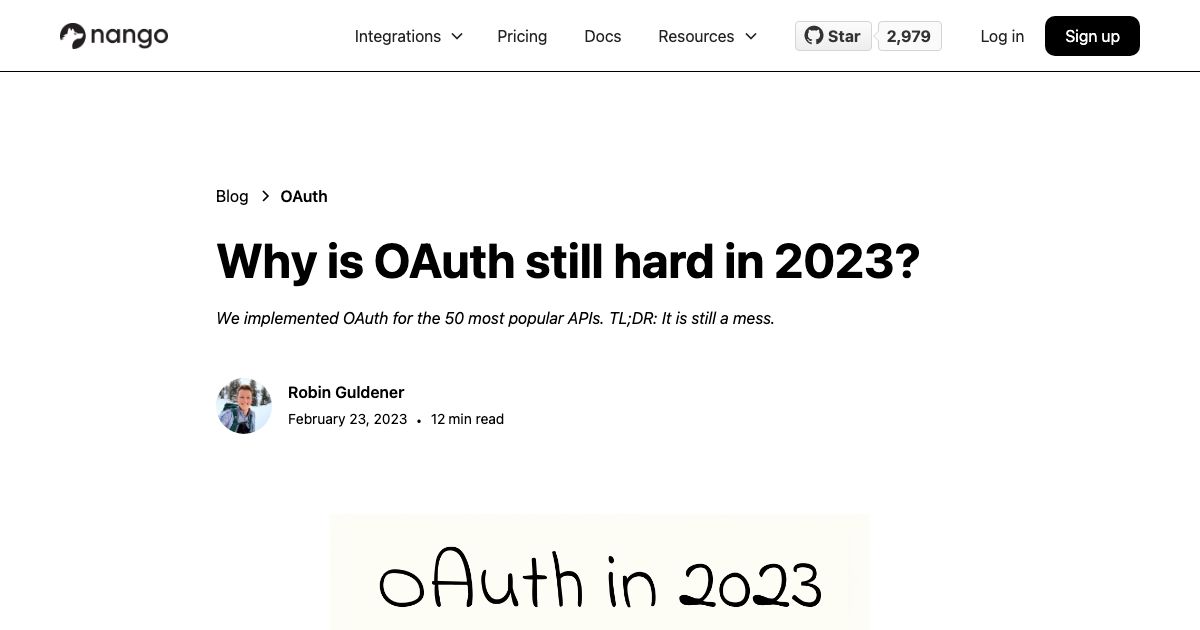 nango
Integrations
Pricing
Docs
Resources
Star
2,979
Log in
Sign up
Blog > OAuth
Why is OAuth still hard in 2023?
We implemented OAuth for the 50 most popular APIs. TL;DR: It is still a mess.
Robin Guldener
February 23, 2023 • 12 min read
OAuth in 2023